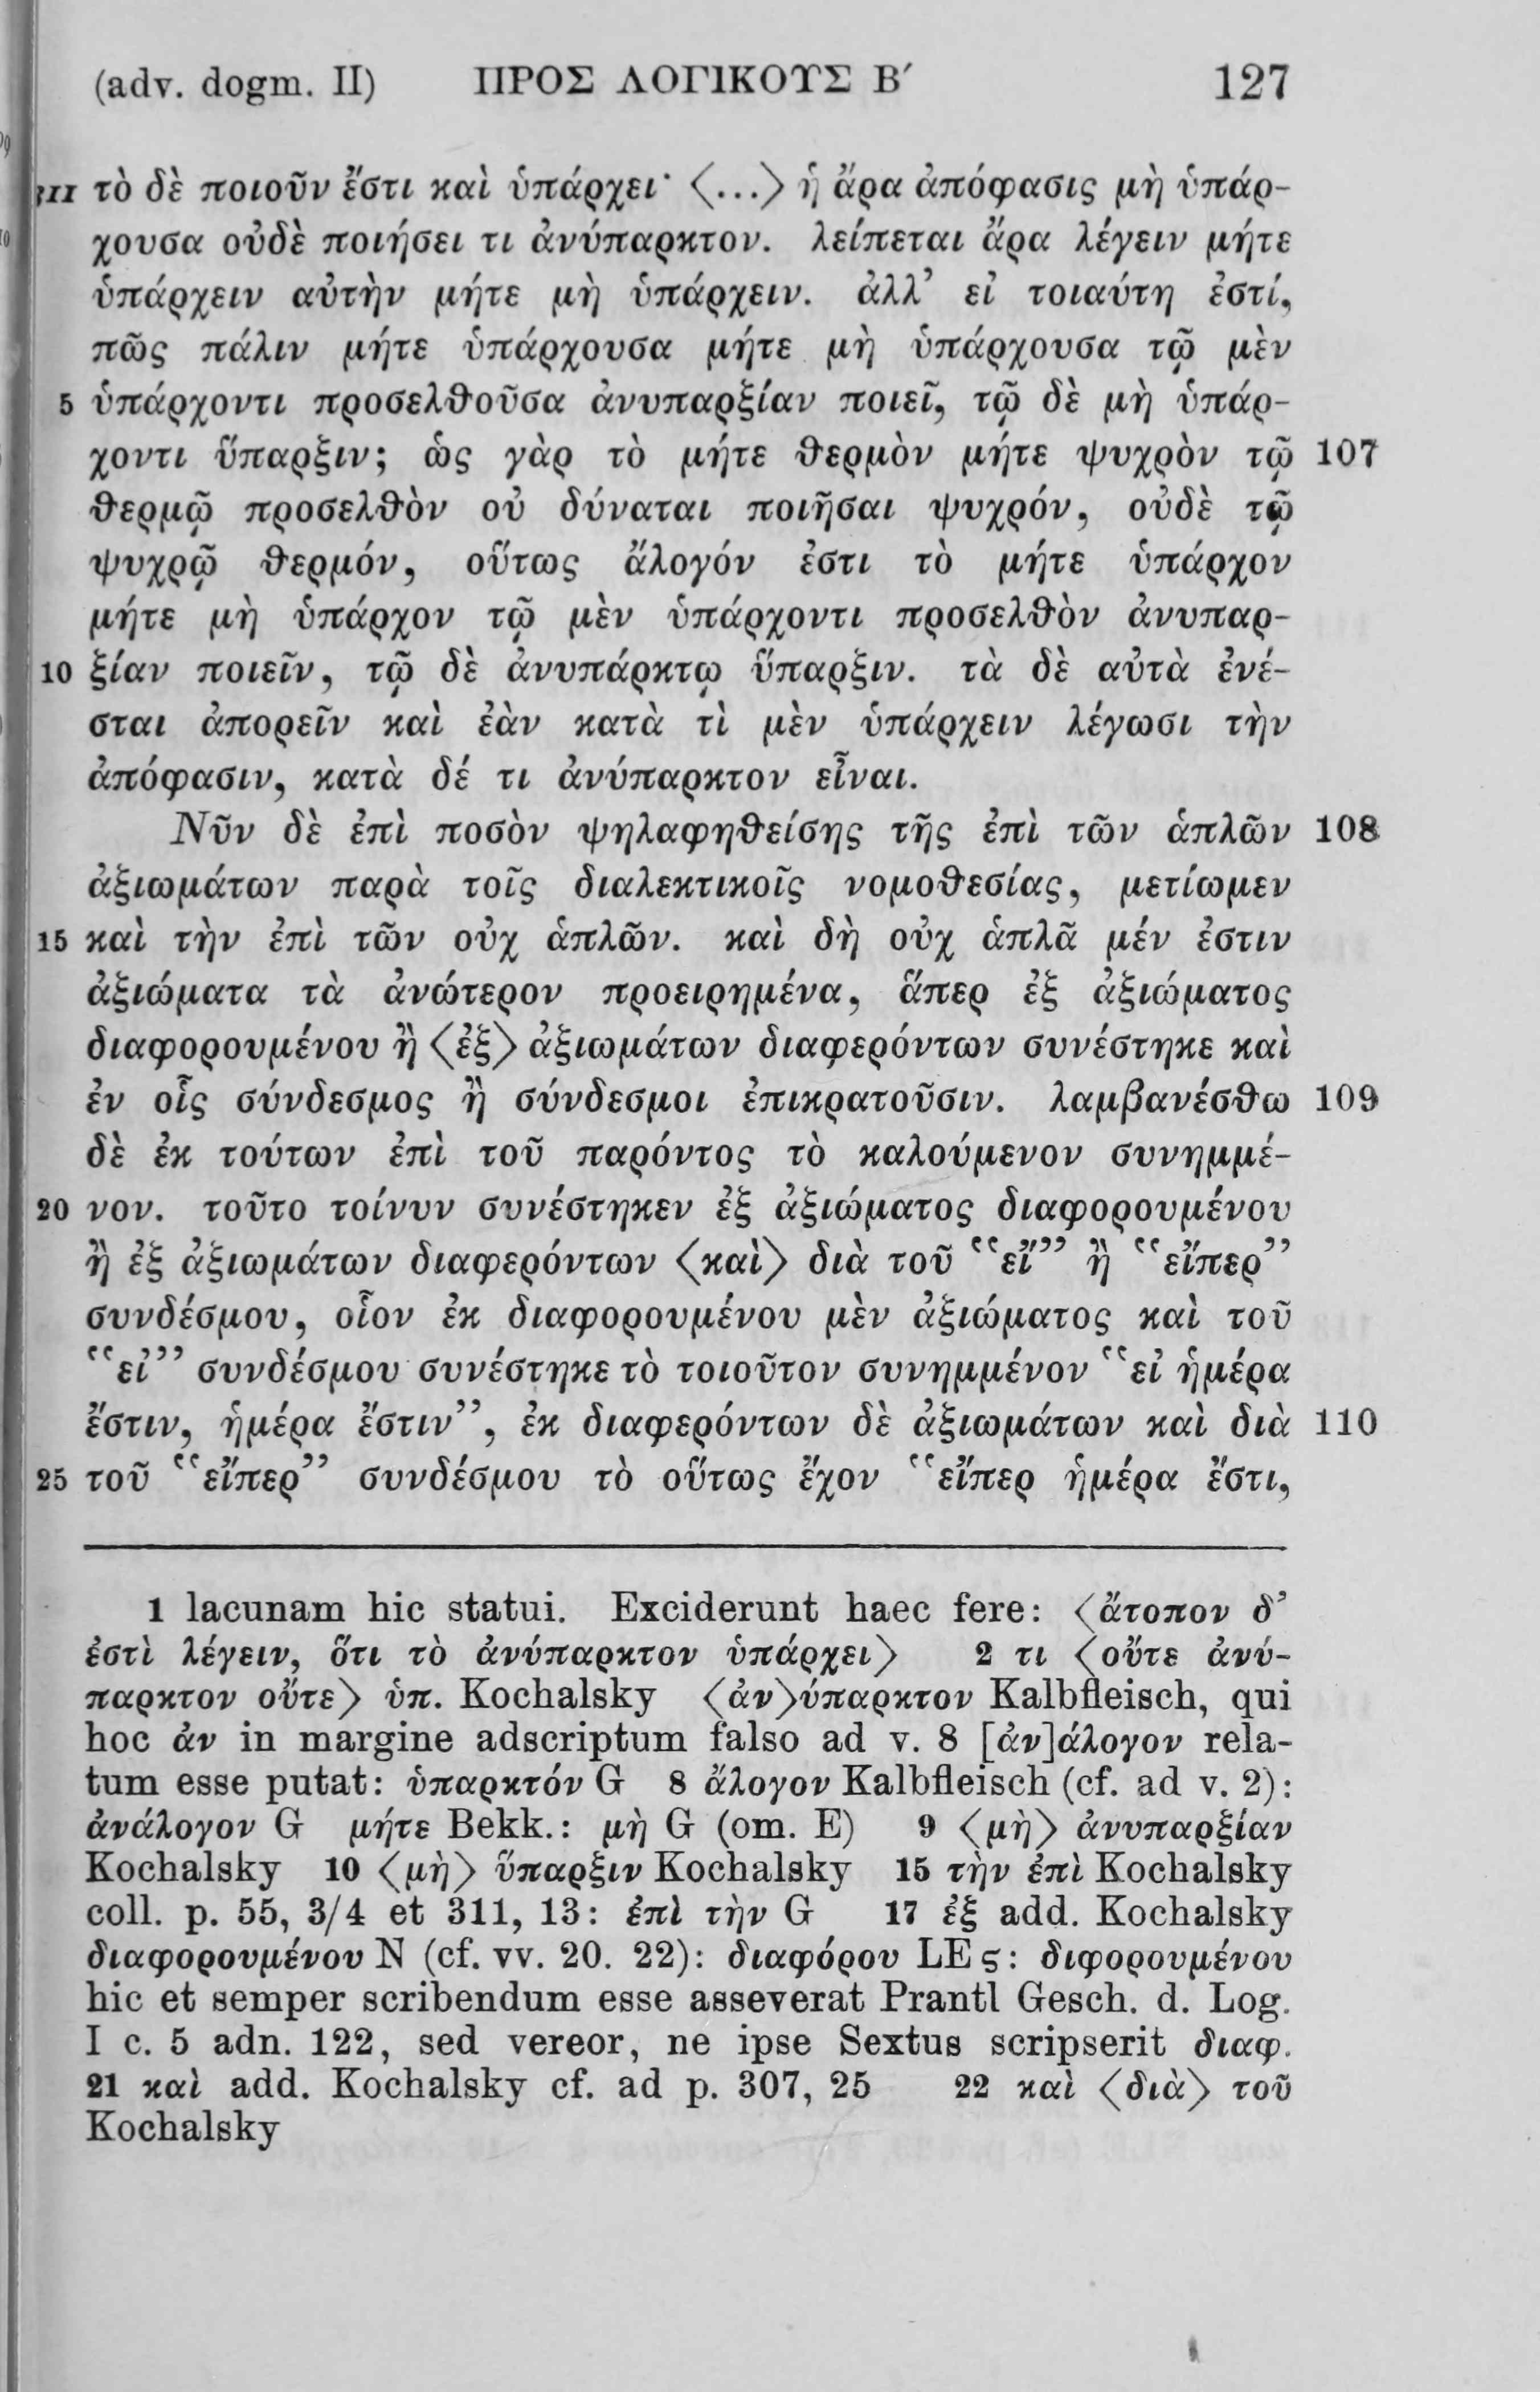 (adv. dogm. II) ΠΡΟΣ ΛΟΓΙΚΟΥΣ Β′ 127
τὸ δὲ ποιοῦν ἔστι καὶ ὑπάρχει· 〈...〉 ἡ ἄρα ἀπόφασις μὴ ὑπάρ-
χουσα οὐδὲ ποιήσει τι ἀνύπαρκτον. λείπεται ἄρα λέγειν μήτε
ὑπάρχειν αὐτὴν μήτε μὴ ὑπάρχειν. ἀλλ’ εἰ τοιαύτη ἐστί,
πῶς πάλιν μήτε ὑπάρχουσα μήτε μὴ ὑπάρχουσα τῷ μὲν
5 ὑπάρχοντι προσελθοῦσα ἀνυπαρξίαν ποιεῖ, τῷ δὲ μὴ ὑπάρ-
χοντι ὕπαρξιν; ὡς γὰρ τὸ μήτε θερμὸν μήτε ψυχρὸν τῷ 107
θερμῷ προσελθὸν οὐ δύναται ποιῆσαι ψυχρόν, οὐδὲ τῷ
ψυχρῷ θερμόν, οὕτως ἄλογόν ἐστι τὸ μήτε ὑπάρχον
μήτε μὴ ὑπάρχον τῷ μὲν ὑπάρχοντι προσελθὸν ἀνυπαρ-
10 ξίαν ποιεῖν, τῷ δὲ ἀνυπάρκτῳ ὕπαρξιν. τὰ δὲ αὐτὰ ἐνέ-
σται ἀπορεῖν καὶ ἐὰν κατὰ τὶ μὲν ὑπάρχειν λέγωσι τὴν
ἀπόφασιν, κατὰ δέ τι ἀνύπαρκτον εἶναι.
Νῦν δὲ ἐπὶ ποσὸν ψηλαφηθείσης τῆς ἐπὶ τῶν ἁπλῶν 108
ἀξιωμάτων παρὰ τοῖς διαλεκτικοῖς νομοθεσίας, μετίωμεν
15 καὶ τὴν ἐπὶ τῶν οὐχ ἁπλῶν. καὶ δὴ οὐχ ἁπλᾶ μέν ἐστιν
ἀξιώματα τὰ ἀνώτερον προειρημένα, ἅπερ ἐξ ἀξιώματος
διαφορουμένου ἢ 〈ἐξ〉 ἀξιωμάτων διαφερόντων συνέστηκε καὶ
ἐν οἷς σύνδεσμος ἢ σύνδεσμοι ἐπικρατοῦσιν. λαμβανέσθω 109
δὲ ἐκ τούτων ἐπὶ τοῦ παρόντος τὸ καλούμενον συνημμέ-
20 νον. τοῦτο τοίνυν συνέστηκεν ἐξ ἀξιώματος διαφορουμένου
ἢ ἐξ ἀξιωμάτων διαφερόντων 〈καὶ〉 διὰ τοῦ “εἴ” ἢ “εἴπερ”
συνδέσμου, οἷον ἐκ διαφορουμένου μὲν ἀξιώματος καὶ τοῦ
“εἰ” συνδέσμου συνέστηκε τὸ τοιοῦτον συνημμένον “εἰ ἡμέρα
ἔστιν, ἡμέρα ἔστιν”, ἐκ διαφερόντων δὲ ἀξιωμάτων καὶ διὰ 110
25 τοῦ “εἴπερ” συνδέσμου τὸ οὕτως ἔχον “εἴπερ ἡμέρα ἔστι,
1 lacunam hic statui. Exciderunt haec fere: 〈ἄτοπον δ’
ἐστὶ λέγειν, ὅτι τὸ ἀνύπαρκτον ὑπάρχει〉 2 τι 〈οὔτε ἀνύ-
παρκτον οὔτε〉 ὑπ. Kochalsky 〈ἀν〉ύπαρκτον Kalbfleisch, qui
hoc ἀν in margine adscriptum falso ad v. 8 [ἀν]άλογον rela-
tum esse putat: ὑπαρκτόν G 8 ἄλογον Kalbfleisch (cf. ad v. 2):
ἀνάλογον G μήτε Bekk.: μὴ G (om. E) 9 〈μὴ〉 ἀνυπαρξίαν
Kochalsky 10 〈μὴ〉 ὕπαρξιν Kochalsky 15 τὴν ἐπὶ Kochalsky
coll. p. 55, 3/4 et 311, 13: ἐπὶ τὴν G 17 ἐξ add. Kochalsky
διαφορουμένου N (cf. vv. 20. 22): διαφόρου LE ς: διφορουμένου
hic et semper scribendum esse asseverat Prantl Gesch. d. Log.
I c. 5 adn. 122, sed vereor, ne ipse Sextus scripserit διαφ.
21 καὶ add. Kochalsky cf. ad p. 307, 25 22 καὶ 〈διὰ〉 τοῦ
Kochalsky